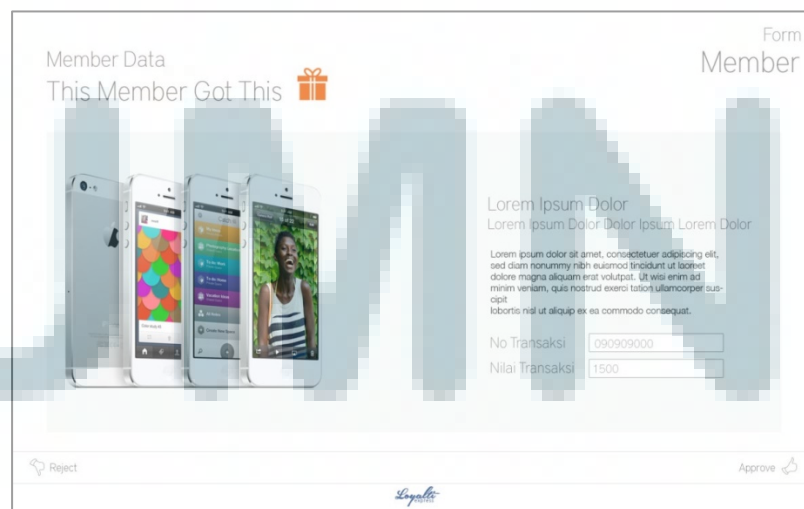 Form
Member
Member Data
This Member Got This
Lorem Ipsum Dolor
Lorem Ipsum Dolor Dolor Ipsum Lorem Dolor
Lorem ipsum dolor sit amet, consectetuer adipiscing elit,
sed diam nonummy nibh euismod tincidunt ut laoreet
dolore magna aliquam erat volutpat. Ut wisi enim ad
minim veniam, quis nostrud exerci tation ullamcorper sus-
cipit
lobortis nisl ut aliquip ex ea commodo consequat.
No Transaksi 090909000
Nilai Transaksi 1500
Reject
Approve
Loyalti
express